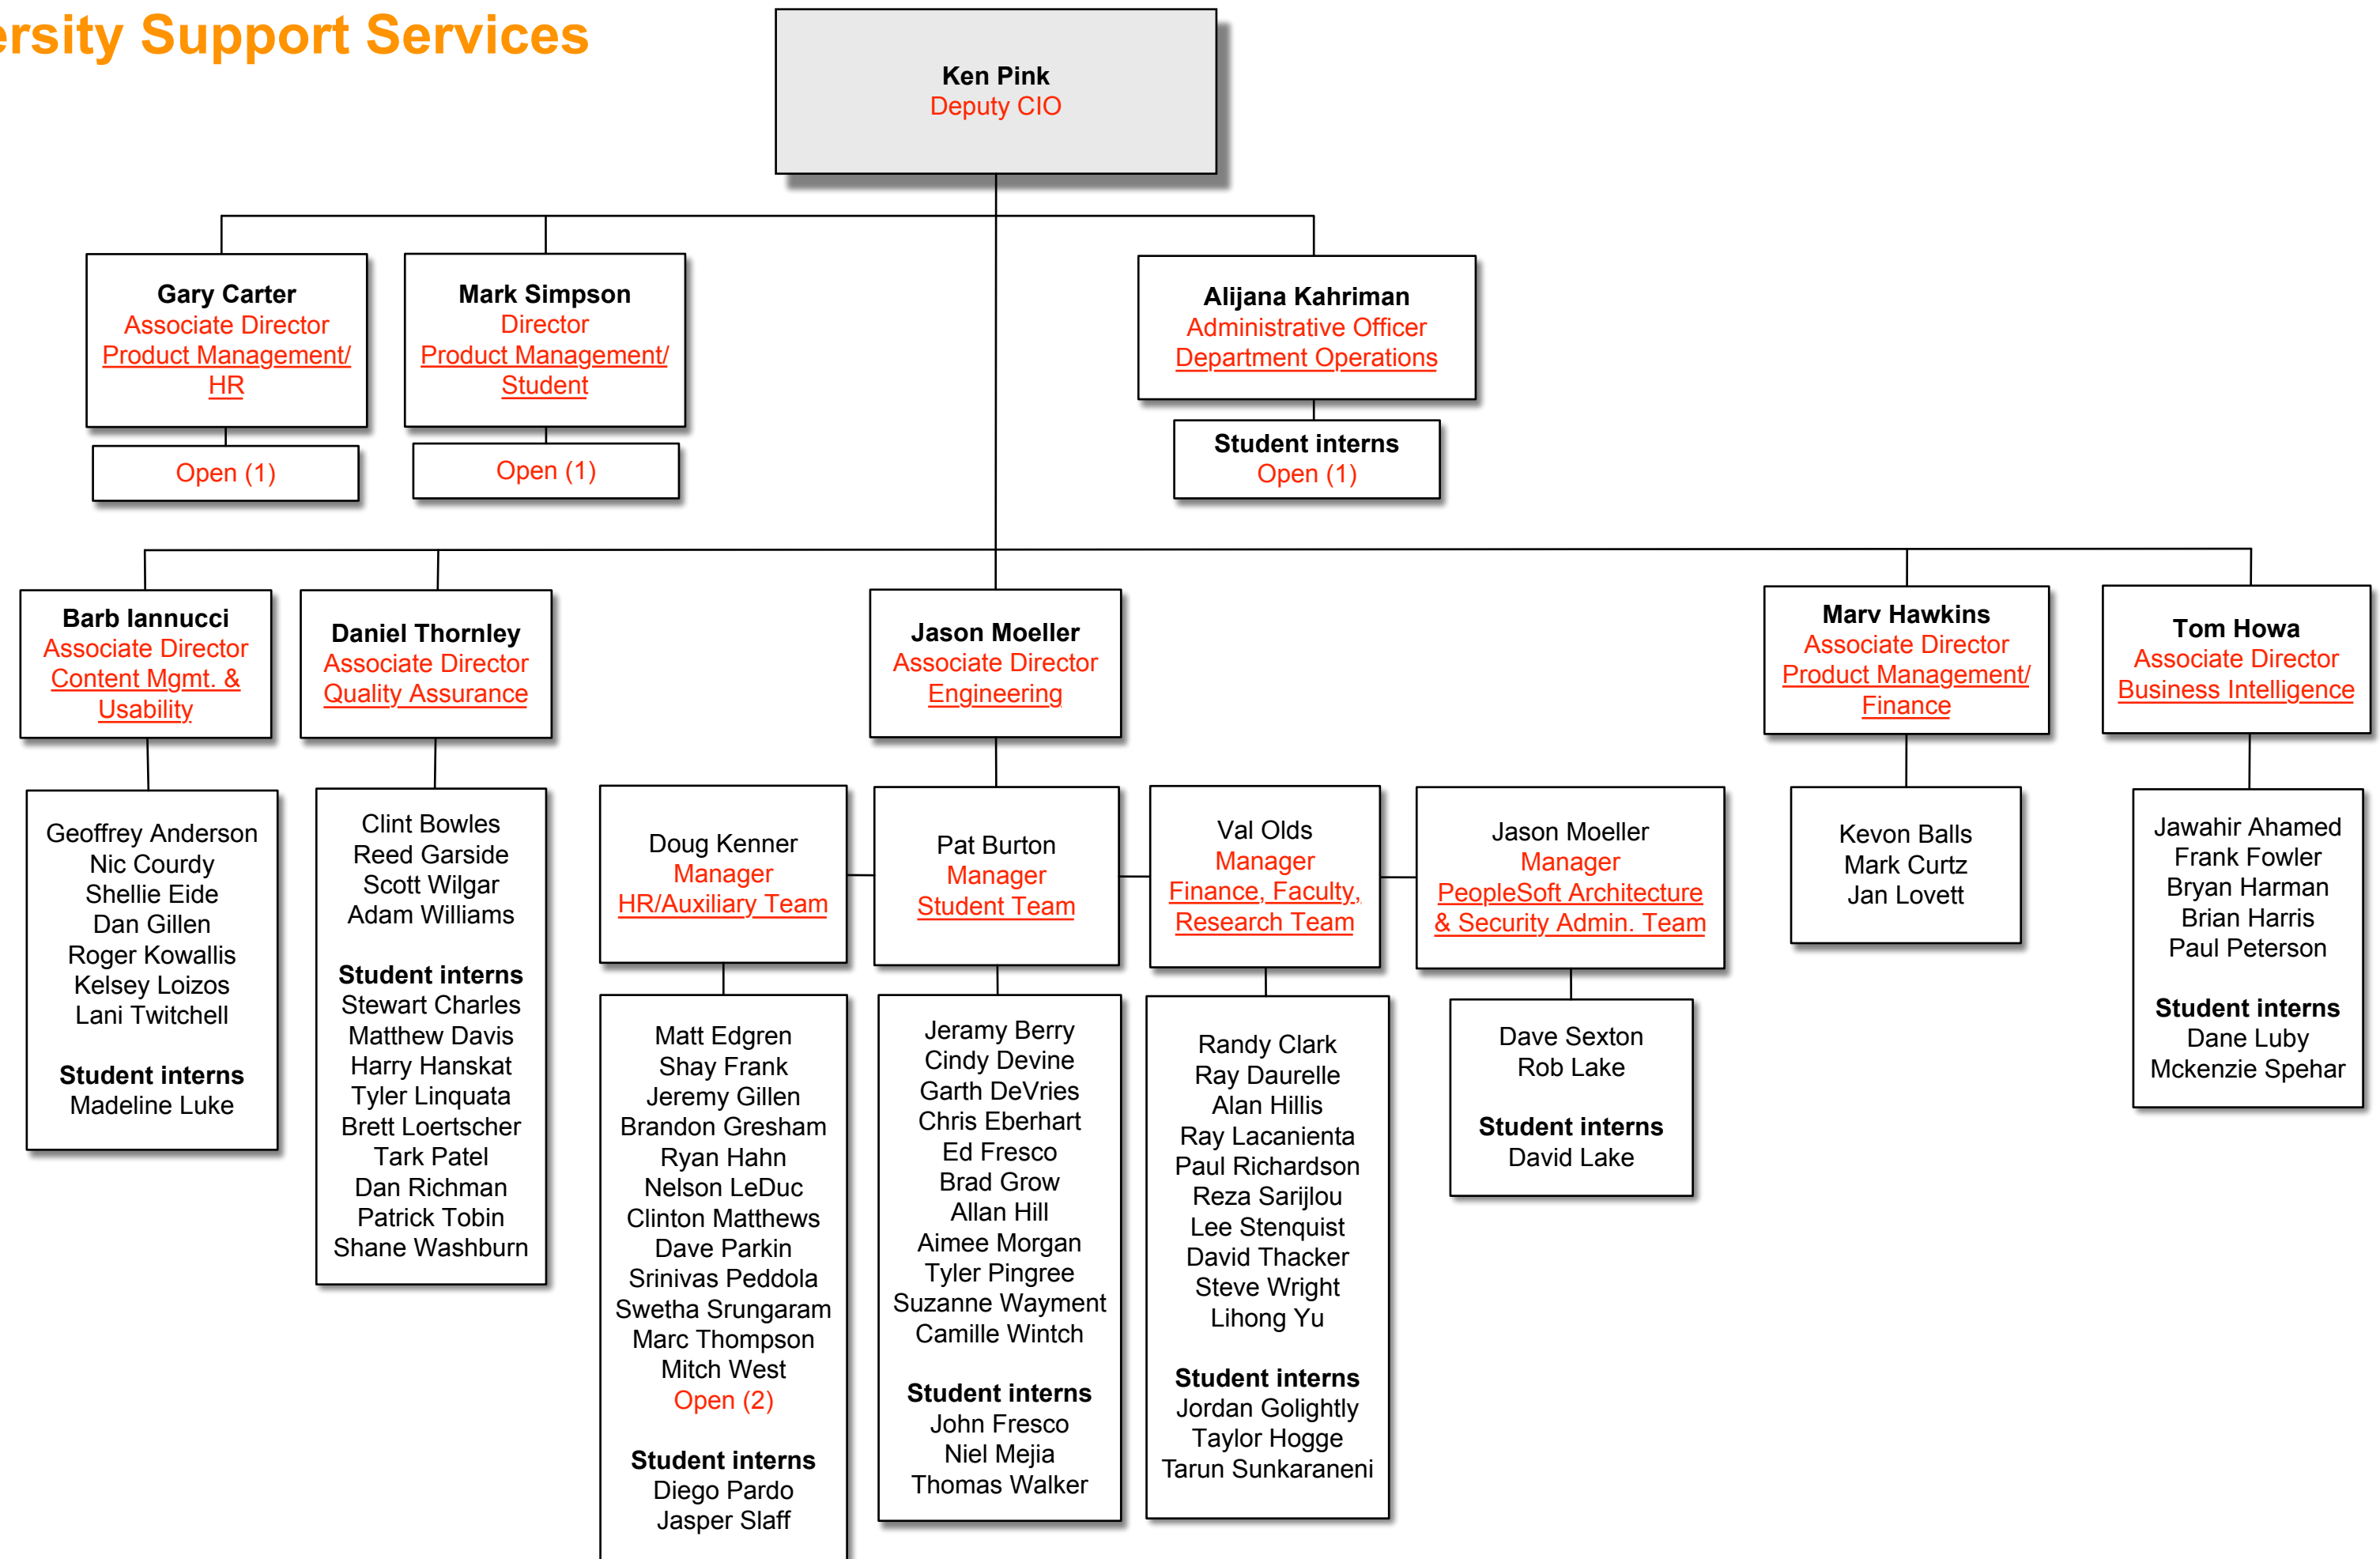 ersity Support Services
Ken Pink
Deputy CIO
Gary Carter
Associate Director
Product Management/
HR
Open (1)
Mark Simpson
Director
Product Management/
Student
Open (1)
Alijana Kahriman
Administrative Officer
Department Operations
Student interns
Open (1)
Barb Iannucci
Associate Director
Content Mgmt. &
Usability
Geoffrey Anderson
Nic Courdy
Shellie Eide
Dan Gillen
Roger Kowallis
Kelsey Loizos
Lani Twitchell
Student interns
Madeline Luke
Daniel Thornley
Associate Director
Quality Assurance
Clint Bowles
Reed Garside
Scott Wilgar
Adam Williams
Student interns
Stewart Charles
Matthew Davis
Harry Hanskat
Tyler Linquata
Brett Loertscher
Tark Patel
Dan Richman
Patrick Tobin
Shane Washburn
Jason Moeller
Associate Director
Engineering
Doug Kenner
Manager
HR/Auxiliary Team
Matt Edgren
Shay Frank
Jeremy Gillen
Brandon Gresham
Ryan Hahn
Nelson LeDuc
Clinton Matthews
Dave Parkin
Srinivas Peddola
Swetha Srungaram
Marc Thompson
Mitch West
Open (2)
Student interns
Diego Pardo
Jasper Slaff
Pat Burton
Manager
Student Team
Jeramy Berry
Cindy Devine
Garth DeVries
Chris Eberhart
Ed Fresco
Brad Grow
Allan Hill
Aimee Morgan
Tyler Pingree
Suzanne Wayment
Camille Wintch
Student interns
John Fresco
Niel Mejia
Thomas Walker
Val Olds
Manager
Finance, Faculty,
Research Team
Randy Clark
Ray Daurelle
Alan Hillis
Ray Lacanienta
Paul Richardson
Reza Sarijlou
Lee Stenquist
David Thacker
Steve Wright
Lihong Yu
Student interns
Jordan Golightly
Taylor Hogge
Tarun Sunkaraneni
Jason Moeller
Manager
PeopleSoft Architecture
& Security Admin. Team
Dave Sexton
Rob Lake
Student interns
David Lake
Marv Hawkins
Associate Director
Product Management/
Finance
Kevon Balls
Mark Curtz
Jan Lovett
Tom Howa
Associate Director
Business Intelligence
Jawahir Ahamed
Frank Fowler
Bryan Harman
Brian Harris
Paul Peterson
Student interns
Dane Luby
Mckenzie Spehar